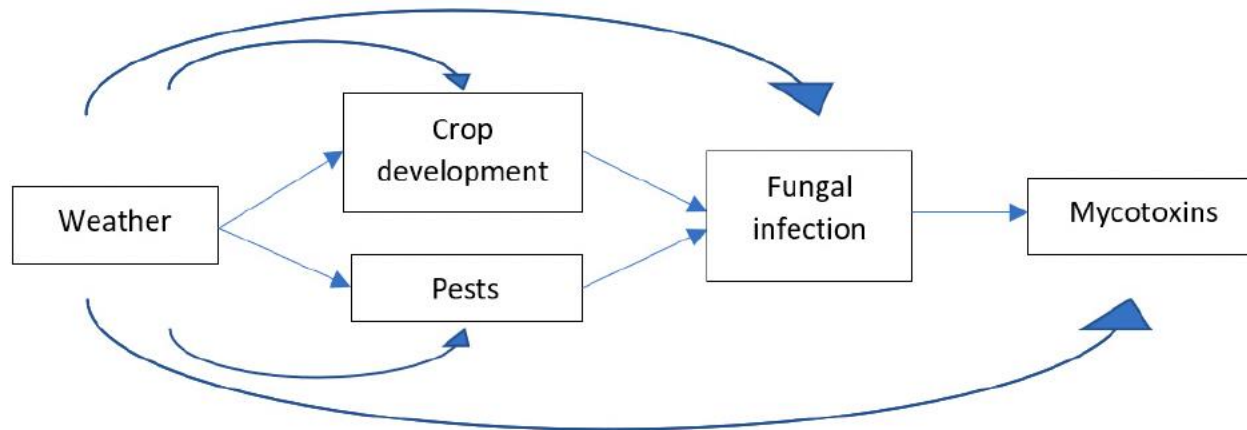 Weather
Crop
development
Pests
Fungal
infection
Mycotoxins